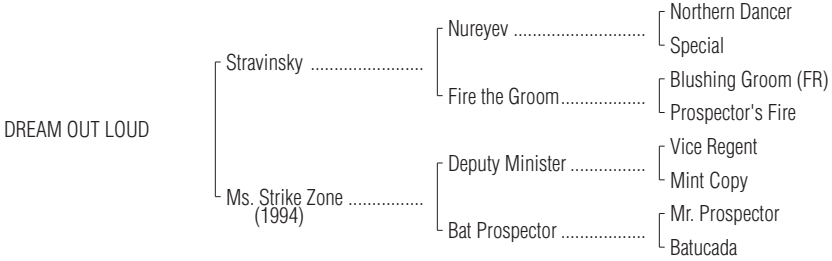 Northern Dancer
Nureyev ............................
Special
Stravinsky ........................
Blushing Groom (FR)
Fire the Groom..................
Prospector's Fire
DREAM OUT LOUD
Vice Regent
Deputy Minister ................
Mint Copy
Ms. Strike Zone ................
(1994)
Mr. Prospector
Bat Prospector ..................
Batucada